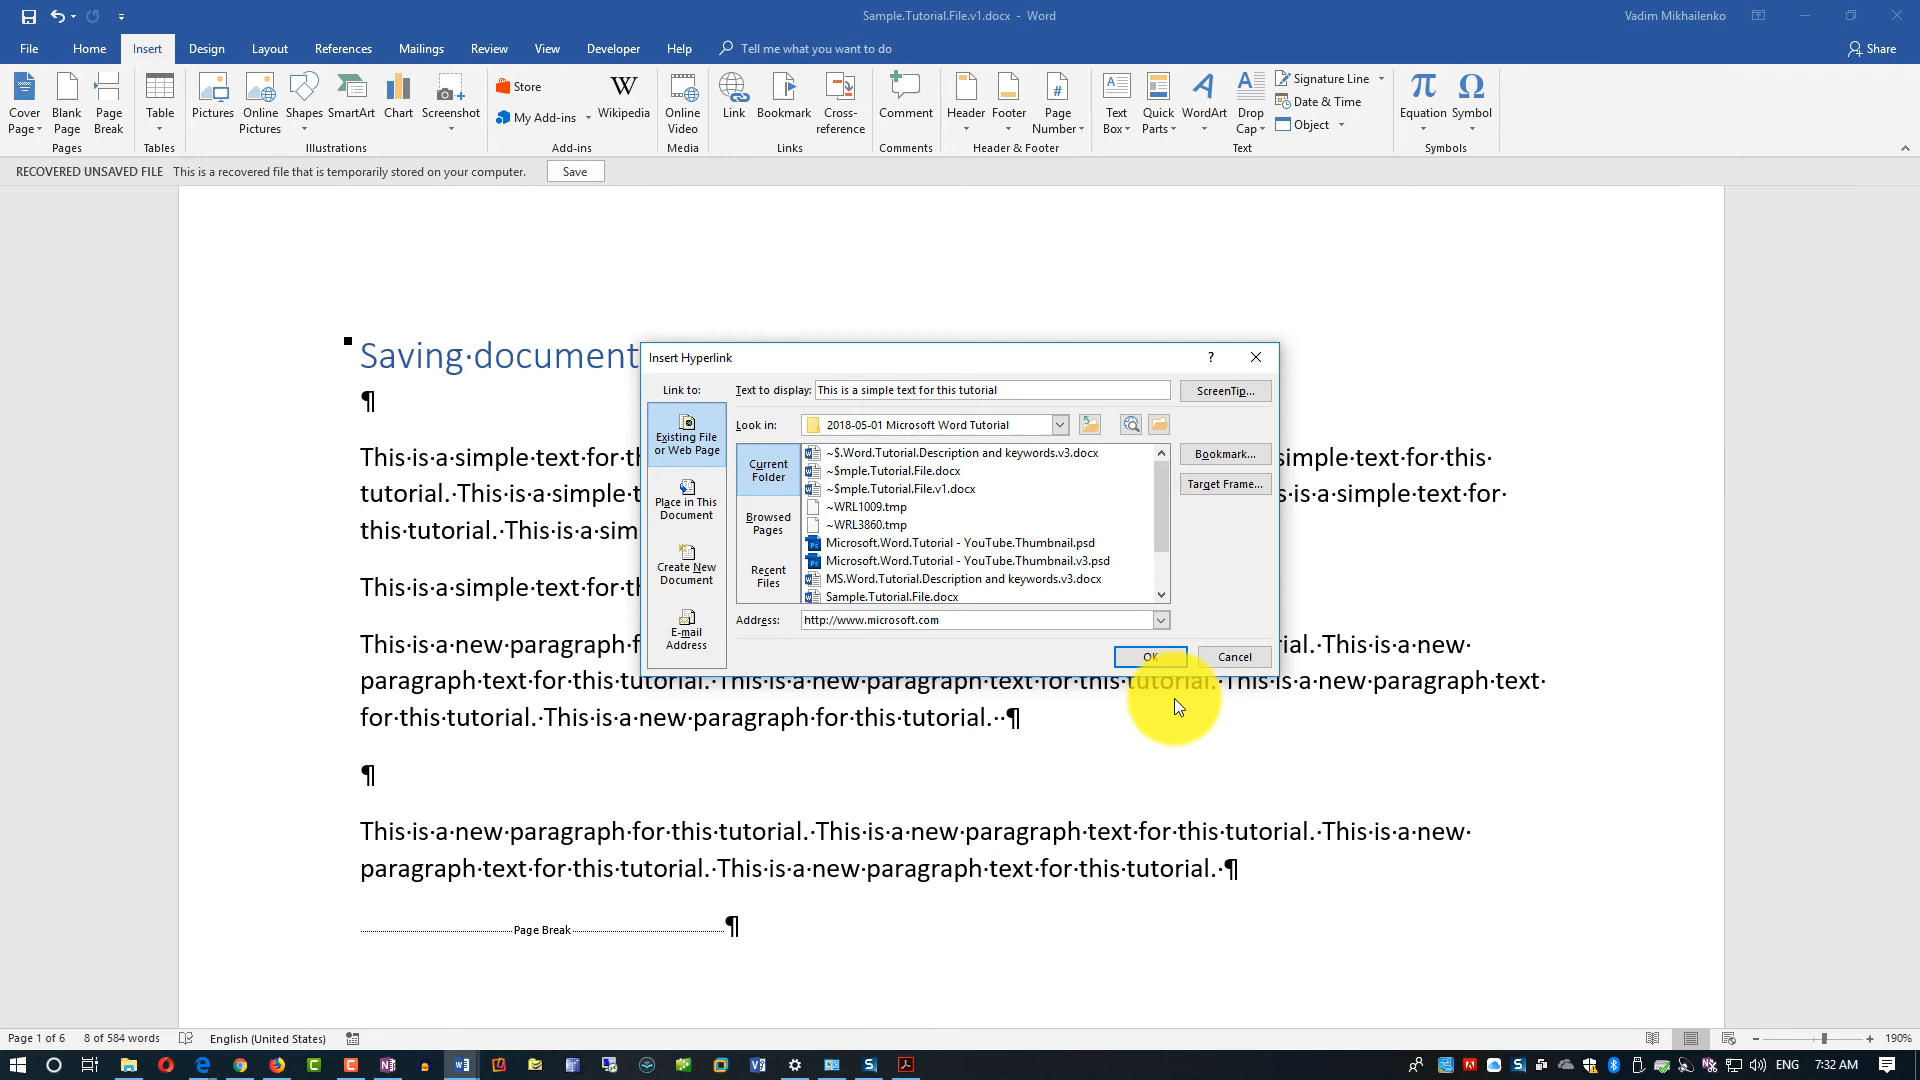 Sample.Tutorial.File.v1.docx - Word
Vadim Mikhailenko
File Home Insert Design Layout References Mailings Review View Developer Help Tell me what you want to do Share
Cover Page
Blank Page
Page Break
Pages
Table
Tables
Pictures
Online Pictures
Shapes
SmartArt
Chart
Screenshot
Illustrations
Store
My Add-ins
Wikipedia
Add-ins
Online Video
Media
Link
Bookmark
Cross-reference
Links
Comment
Comments
Header
Footer
Page Number
Header & Footer
Text Box
Quick Parts
WordArt
Drop Cap
Signature Line
Date & Time
Object
Text
Equation
Symbol
Symbols
RECOVERED UNSAVED FILE This is a recovered file that is temporarily stored on your computer. Save
Saving·document
¶
This·is·a·simple·text·for·th
simple·text·for·this·
tutorial.·This·is·a·simple·t
s·is·a·simple·text·for·
this·tutorial.·This·is·a·sim
This·is·a·simple·text·for·th
This·is·a·new·paragraph·f
rial.·This·is·a·new·
paragraph·text·for·this·tutorial.·This·is·a·new·paragraph·text·for·this·tutorial.·This·is·a·new·paragraph·text·
for·this·tutorial.·This·is·a·new·paragraph·for·this·tutorial.··¶
¶
This·is·a·new·paragraph·for·this·tutorial.·This·is·a·new·paragraph·text·for·this·tutorial.·This·is·a·new·
paragraph·text·for·this·tutorial.·This·is·a·new·paragraph·text·for·this·tutorial.·¶
Page Break ¶
Insert Hyperlink ?
Link to:
Existing File or Web Page
Place in This Document
Create New Document
E-mail Address
Text to display: This is a simple text for this tutorial
ScreenTip...
Look in: 2018-05-01 Microsoft Word Tutorial
Current Folder
Browsed Pages
Recent Files
~$.Word.Tutorial.Description and keywords.v3.docx
~$mple.Tutorial.File.docx
~$mple.Tutorial.File.v1.docx
~WRL1009.tmp
~WRL3860.tmp
Microsoft.Word.Tutorial - YouTube.Thumbnail.psd
Microsoft.Word.Tutorial - YouTube.Thumbnail.v3.psd
MS.Word.Tutorial.Description and keywords.v3.docx
Sample.Tutorial.File.docx
Bookmark...
Target Frame...
Address: http://www.microsoft.com
OK Cancel
Page 1 of 6 8 of 584 words English (United States) 190%
ENG 7:32 AM